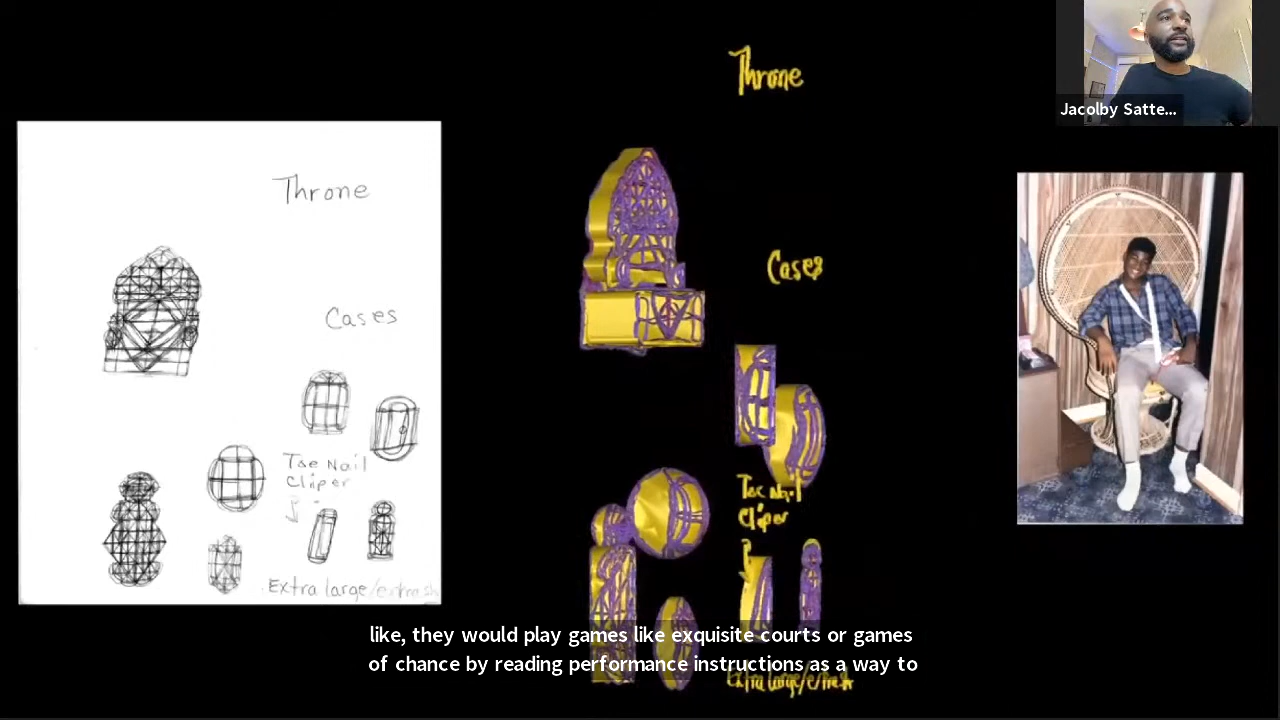 Throne
Cases
Toe Nail
Cliper
Extra large/extra s
Throne
Cases
Toe Nail
Cliper
Extra large/
Jacolby Satte...
like, they would play games like exquisite courts or games
of chance by reading performance instructions as a way to